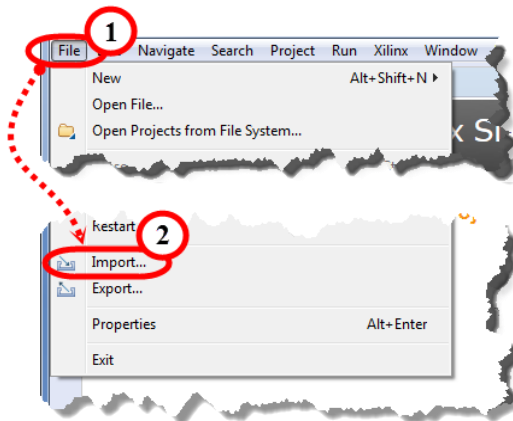 1
File Navigate Search Project Run Xilinx Window
New Alt+Shift+N
Open File...
Open Projects from File System...
x S
Restart
2
Import...
Export...
Properties Alt+Enter
Exit